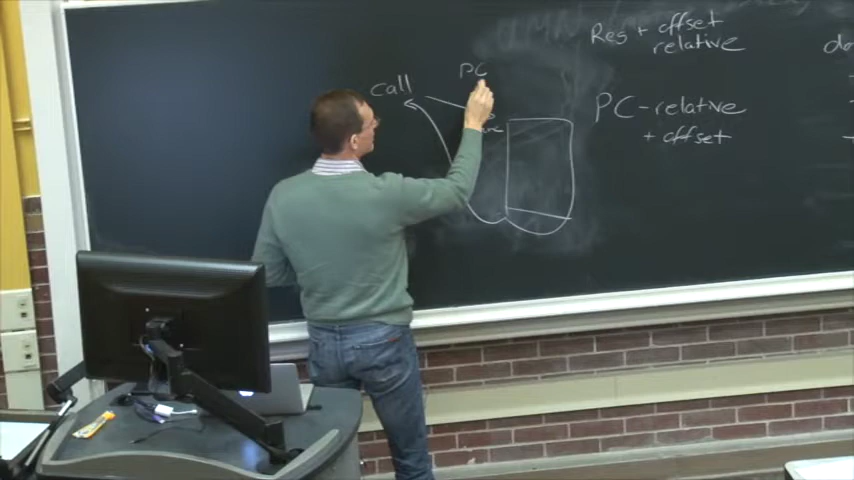 Call
PC
Res + offset
relative
PC-relative
+ offset